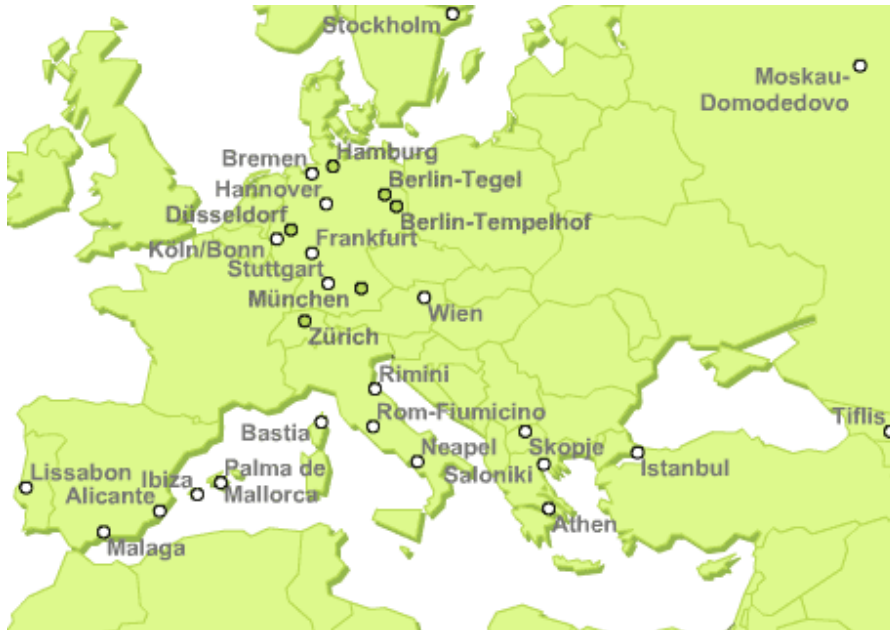 Stockholm
Moskau-
Domodedovo
Hamburg
Bremen
Berlin-Tegel
Hannover
Düsseldorf
Berlin-Tempelhof
Köln/Bonn
Frankfurt
Stuttgart
München
Wien
Zürich
Rimini
Rom-Fiumicino
Tiflis
Bastia
Neapel
Skopje
Istanbul
Saloniki
Lissabon
Ibiza
Palma de
Mallorca
Alicante
Athen
Malaga